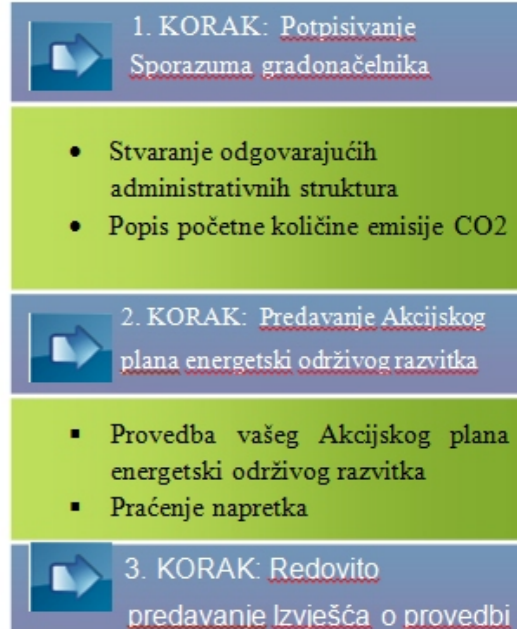 1. KORAK: Potpisivanje
Sporazuma gradonačelnika
• Stvaranje odgovarajućih
administrativnih struktura
• Popis početne količine emisije CO2
2. KORAK: Predavanje Akcijskog
plana energetski održivog razvitka
▪ Provedba vašeg Akcijskog plana
energetski održivog razvitka
▪ Praćenje napretka
3. KORAK: Redovito
predavanje Izvješća o provedbi